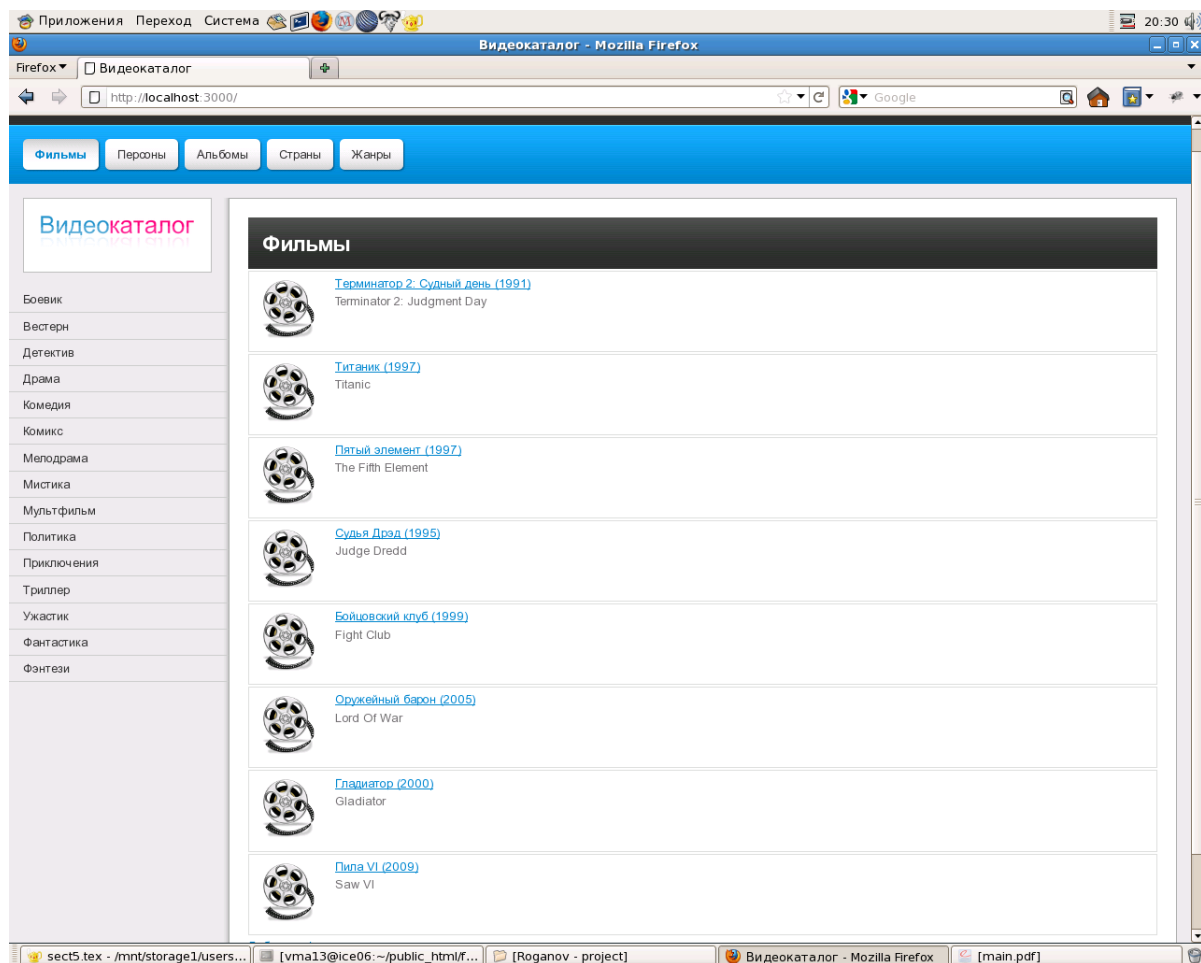 Приложения Переход Система 20:30
Видеокаталог - Mozilla Firefox
Firefox Видеокаталог
http://localhost:3000/ Google
Фильмы Персоны Альбомы Страны Жанры
Видеокаталог
Боевик
Вестерн
Детектив
Драма
Комедия
Комикс
Мелодрама
Мистика
Мультфильм
Политика
Приключения
Триллер
Ужастик
Фантастика
Фэнтези
Фильмы
Терминатор 2: Судный день (1991)
Terminator 2: Judgment Day
Титаник (1997)
Titanic
Пятый элемент (1997)
The Fifth Element
Судья Дрэд (1995)
Judge Dredd
Бойцовский клуб (1999)
Fight Club
Оружейный барон (2005)
Lord Of War
Гладиатор (2000)
Gladiator
Пила VI (2009)
Saw VI
sect5.tex - /mnt/storage1/users... [vma13@ice06:~/public_html/f... [Roganov - project] Видеокаталог - Mozilla Firefox [main.pdf]